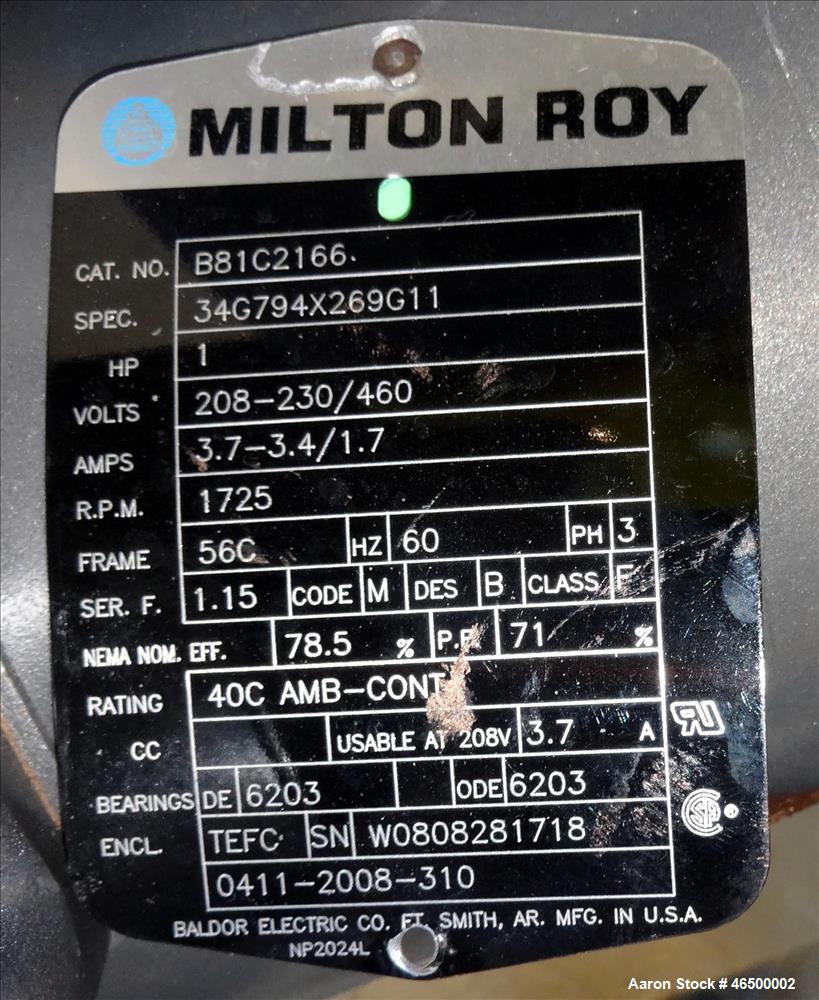 MILTON ROY
CAT. NO. B81C2166.
SPEC. 34G794X269G11
HP 1
VOLTS 208-230/460
AMPS 3.7-3.4/1.7
R.P.M. 1725
FRAME 56C HZ 60 PH 3
SER. F. 1.15 CODE M DES B CLASS F
NEMA NOM. EFF. 78.5 % P.F. 71 %
RATING 40C AMB-CONT
CC USABLE AT 208V 3.7 A
BEARINGS DE 6203 ODE 6203
ENCL. TEFC SN W0808281718
0411-2008-310
BALDOR ELECTRIC CO. FT. SMITH, AR. MFG. IN U.S.A.
NP2024L
Aaron Stock # 46500002